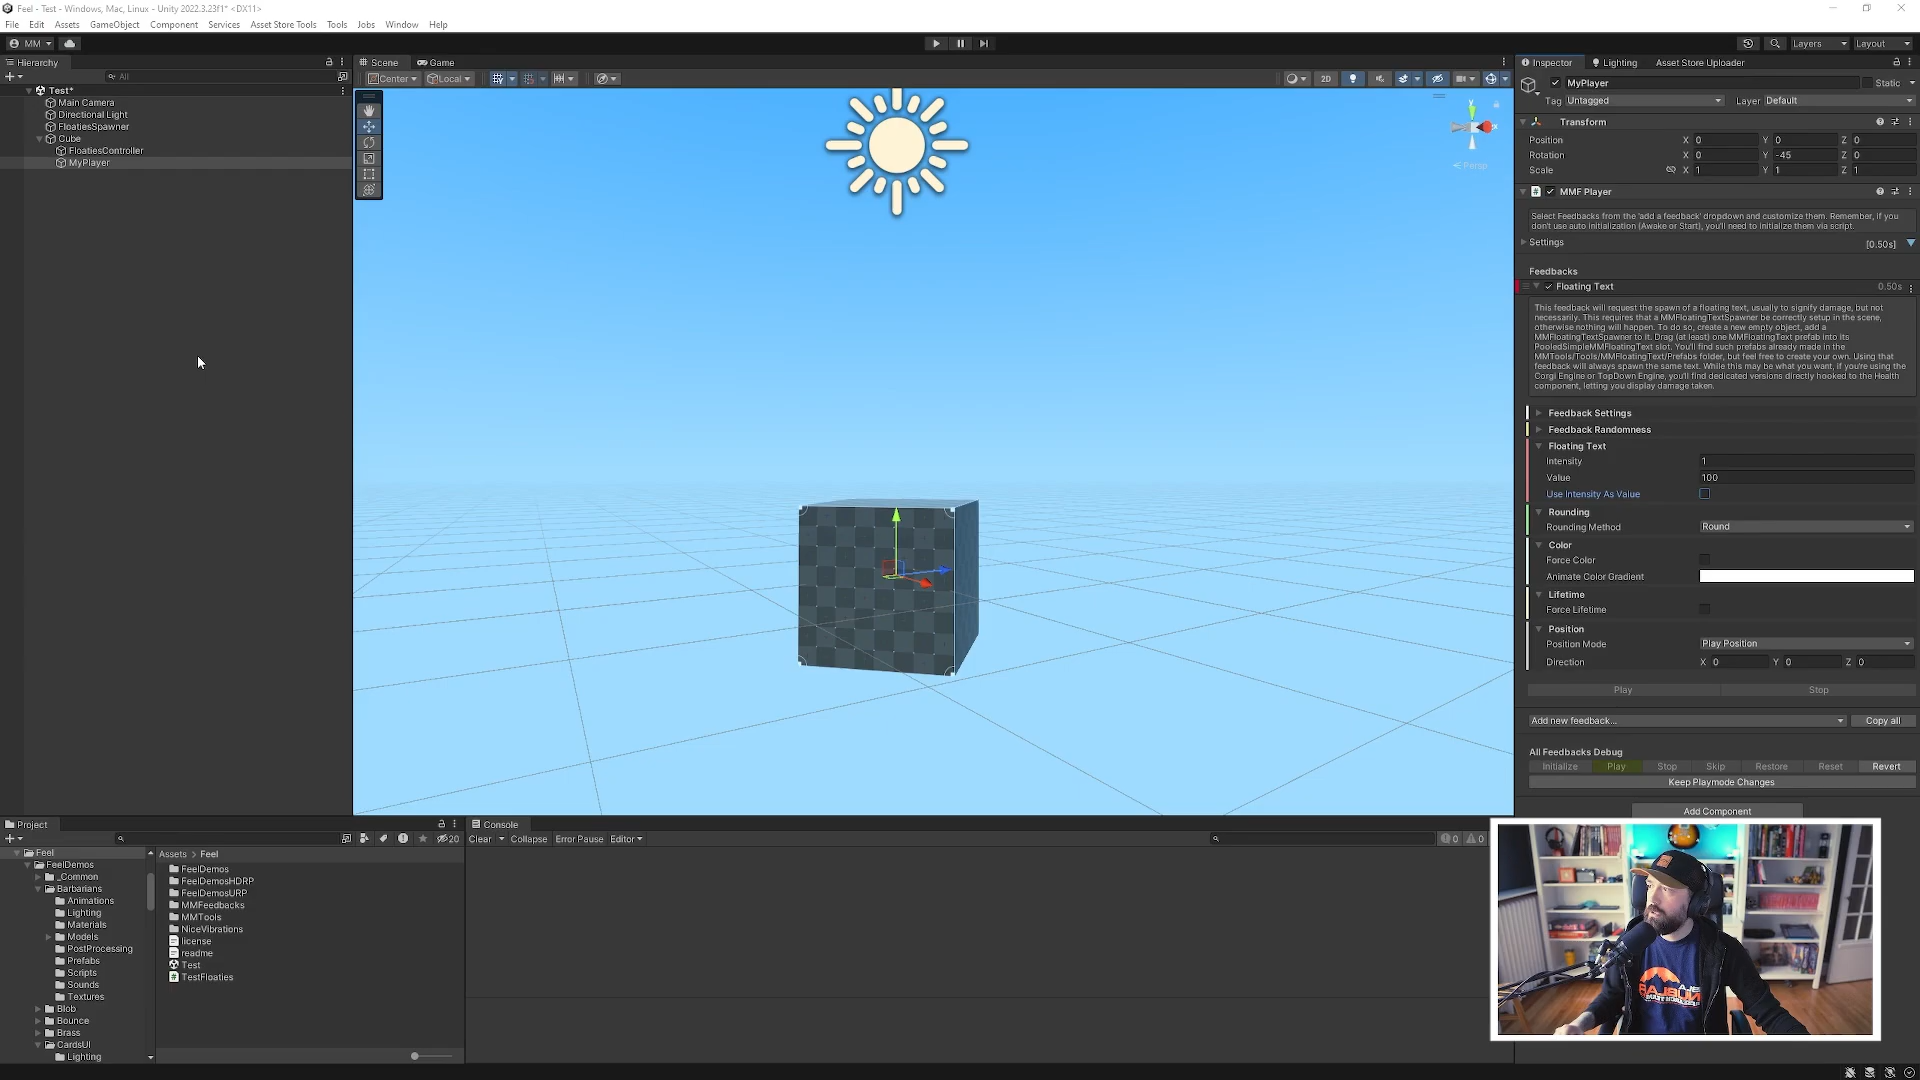 Feel - Test - Windows, Mac, Linux - Unity 2022.3.23f1* <DX11>
File Edit Assets GameObject Component Services Asset Store Tools Tools Jobs Window Help
MM
Layers Layout
Hierarchy
All
Test*
Main Camera
Directional Light
FloatiesSpawner
Cube
FloatiesController
MyPlayer
Scene Game
Center Local
2D
Persp
Inspector Lighting Asset Store Uploader
MyPlayer Static
Tag Untagged Layer Default
Transform
Position X 0 Y 0 Z 0
Rotation X 0 Y -45 Z 0
Scale X 1 Y 1 Z 1
MMF Player
Select Feedbacks from the 'add a feedback' dropdown and customize them. Remember, if you
don't use auto initialization (Awake or Start), you'll need to initialize them via script.
Settings [0.50s]
Feedbacks
Floating Text 0.50s
This feedback will request the spawn of a floating text, usually to signify damage, but not
necessarily. This requires that a MMFloatingTextSpawner be correctly setup in the scene,
otherwise nothing will happen. To do so, create a new empty object, add a
MMFloatingTextSpawner to it. Drag (at least) one MMFloatingText prefab into its
PooledSimpleMMFloatingText slot. You'll find such prefabs already made in the
MMTools/Tools/MMFloatingText/Prefabs folder, but feel free to create your own. Using that
feedback will always spawn the same text. While this may be what you want, if you're using the
Corgi Engine or TopDown Engine, you'll find dedicated versions directly hooked to the Health
component, letting you display damage taken.
Feedback Settings
Feedback Randomness
Floating Text
Intensity 1
Value 100
Use Intensity As Value
Rounding
Rounding Method Round
Color
Force Color
Animate Color Gradient
Lifetime
Force Lifetime
Position
Position Mode Play Position
Direction X 0 Y 0 Z 0
Play Stop
Add new feedback... Copy all
All Feedbacks Debug
Initialize Play Stop Skip Restore Reset Revert
Keep Playmode Changes
Add Component
Project
20
Feel
FeelDemos
_Common
Barbarians
Animations
Lighting
Materials
Models
PostProcessing
Prefabs
Scripts
Sounds
Textures
Blob
Bounce
Brass
CardsUI
Lighting
Assets > Feel
FeelDemos
FeelDemosHDRP
FeelDemosURP
MMFeedbacks
MMTools
NiceVibrations
license
readme
Test
TestFloaties
Console
Clear Collapse Error Pause Editor
0 0